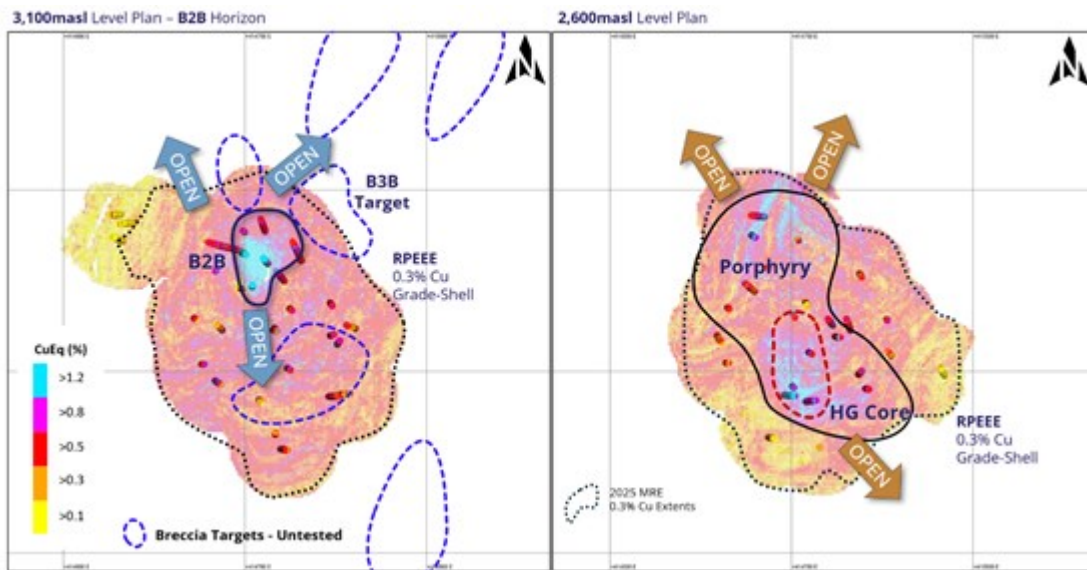 3,100masl Level Plan – B2B Horizon
N
OPEN
OPEN
B3B
Target
B2B
RPEEE
0.3% Cu
Grade-Shell
OPEN
CuEq (%)
>1.2
>0.8
>0.5
>0.3
>0.1
Breccia Targets - Untested
2,600masl Level Plan
N
OPEN
OPEN
Porphyry
HG Core
RPEEE
0.3% Cu
Grade-Shell
OPEN
2025 MRE
0.3% Cu Extents